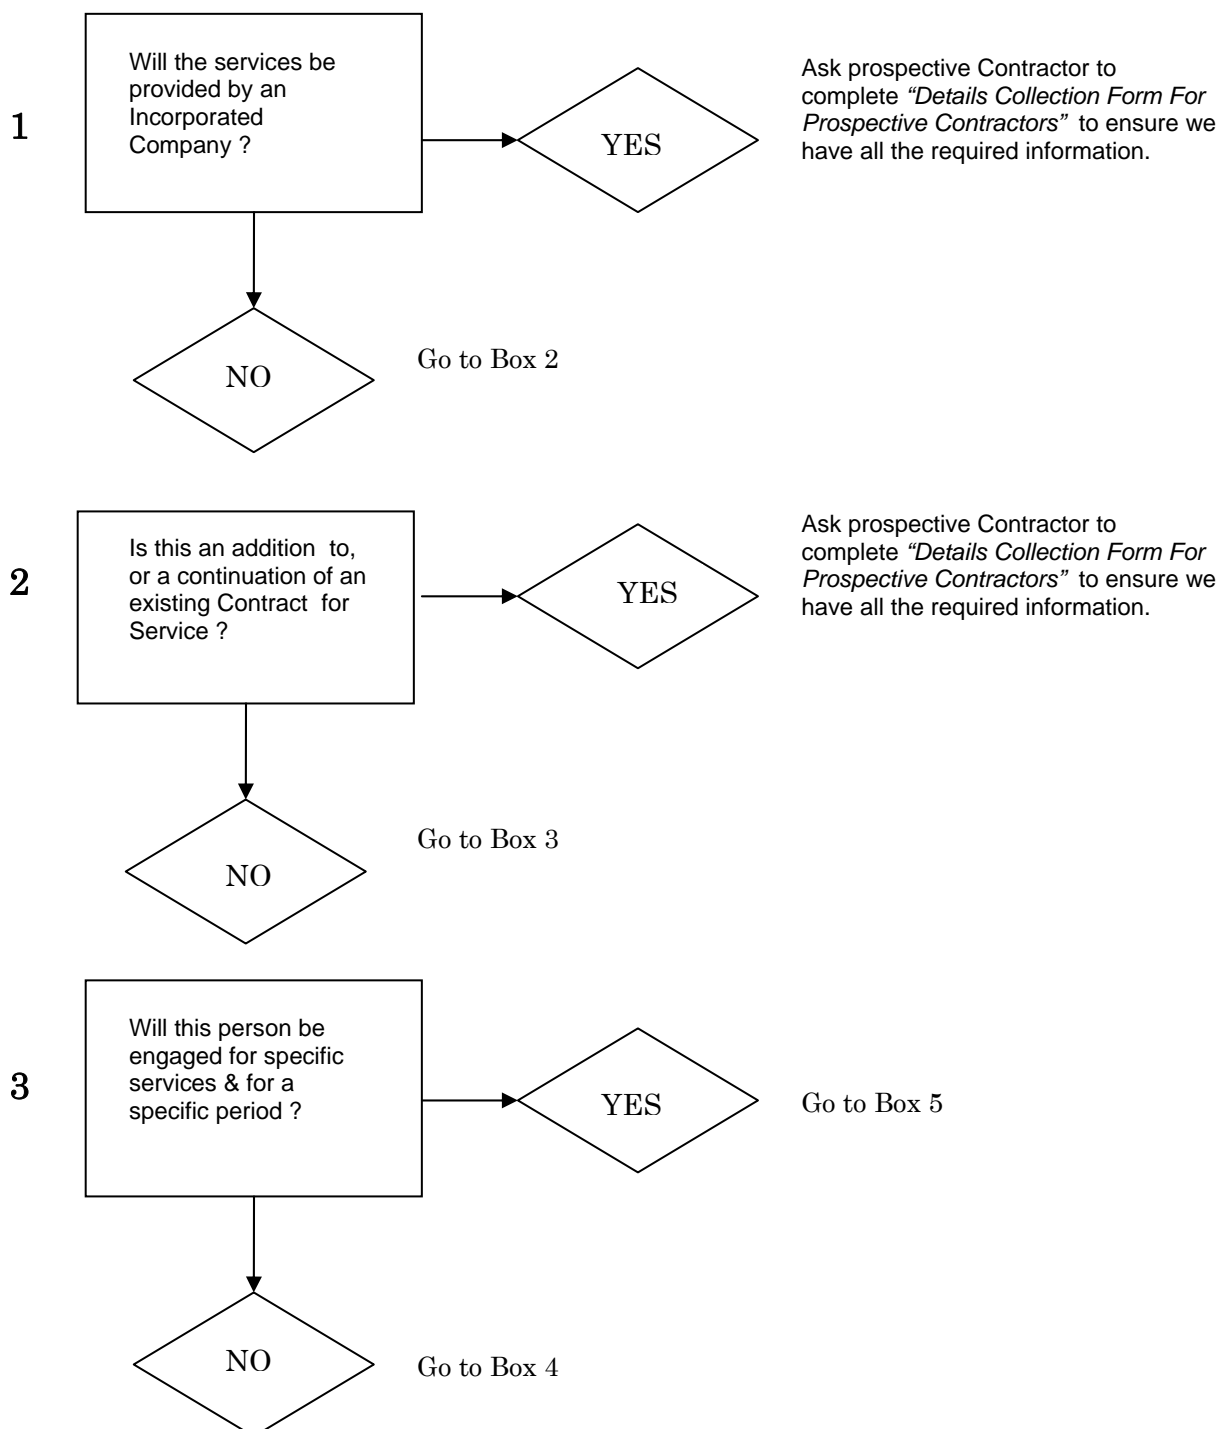 1
Will the services be
provided by an
Incorporated
Company ?
YES
Ask prospective Contractor to
complete “Details Collection Form For
Prospective Contractors” to ensure we
have all the required information.
NO
Go to Box 2
2
Is this an addition  to,
or a continuation of an
existing Contract  for
Service ?
YES
Ask prospective Contractor to
complete “Details Collection Form For
Prospective Contractors” to ensure we
have all the required information.
NO
Go to Box 3
3
Will this person be
engaged for specific
services & for a
specific period ?
YES
Go to Box 5
NO
Go to Box 4